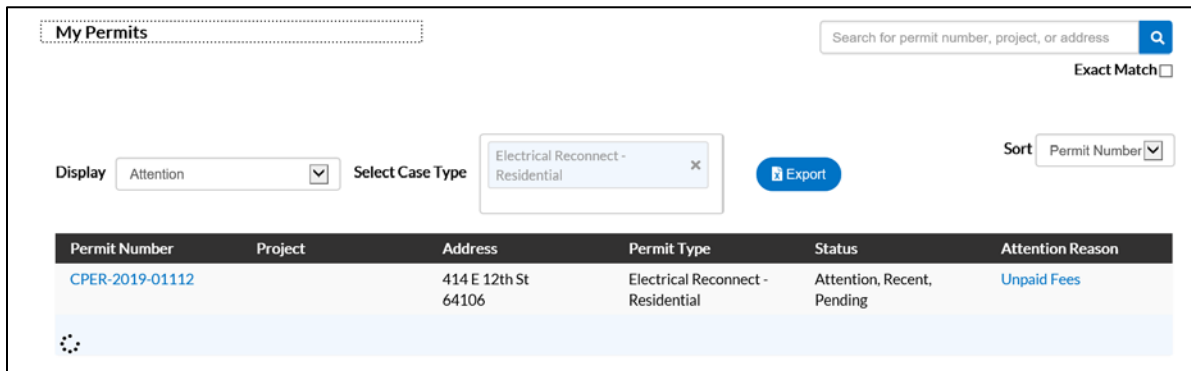 My Permits
Search for permit number, project, or address
Exact Match
Display
Attention
Select Case Type
Electrical Reconnect -
Residential
Export
Sort
Permit Number
Permit Number Project Address Permit Type Status Attention Reason
CPER-2019-01112 414 E 12th St Electrical Reconnect - Attention, Recent, Unpaid Fees
64106 Residential Pending